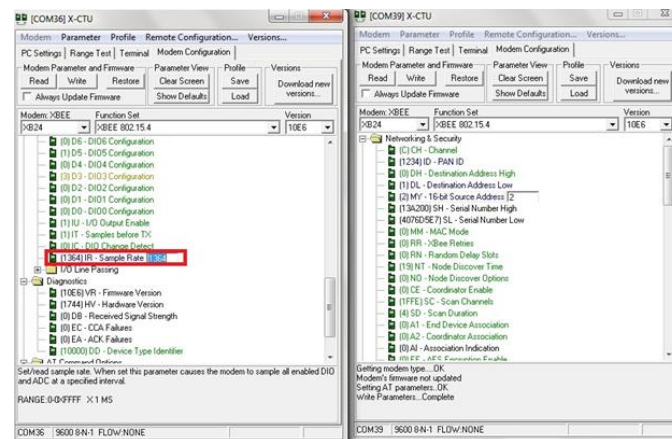 [COM36] X-CTU
Modem Parameter Profile Remote Configuration... Versions...
PC Settings | Range Test | Terminal Modem Configuration
Modem Parameter and Firmware Parameter View Profile Versions
Read Write Restore Clear Screen Save Download new versions...
Always Update Firmware Show Defaults Load
Modem: XBEE Function Set Version
XB24 XBEE 802.15.4 10E6
(0) D6 - DIO6 Configuration
(1) D5 - DIO5 Configuration
(0) D4 - DIO4 Configuration
(3) D3 - DIO3 Configuration
(0) D2 - DIO2 Configuration
(0) D1 - DIO1 Configuration
(0) D0 - DIO0 Configuration
(1) IU - I/O Output Enable
(1) IT - Samples before TX
(0) IC - DIO Change Detect
(1364) IR - Sample Rate 1364
I/O Line Passing
Diagnostics
(10E6) VR - Firmware Version
(1744) HV - Hardware Version
(0) DB - Received Signal Strength
(0) EC - CCA Failures
(0) EA - ACK Failures
(10000) DD - Device Type Identifier
AT Command Options
Set/read sample rate. When set this parameter causes the modem to sample all enabled DIO
and ADC at a specified interval.
RANGE:0-0XFFFF X 1 MS
COM36 9600 8-N-1 FLOW:NONE
[COM39] X-CTU
Modem Parameter Profile Remote Configuration... Versions...
PC Settings | Range Test | Terminal Modem Configuration
Modem Parameter and Firmware Parameter View Profile Versions
Read Write Restore Clear Screen Save Download new versions...
Always Update Firmware Show Defaults Load
Modem: XBEE Function Set Version
XB24 XBEE 802.15.4 10E6
Networking & Security
(C) CH - Channel
(1234) ID - PAN ID
(0) DH - Destination Address High
(1) DL - Destination Address Low
(2) MY - 16-bit Source Address 2
(13A200) SH - Serial Number High
(4076D5E7) SL - Serial Number Low
(0) MM - MAC Mode
(0) RR - XBee Retries
(0) RN - Random Delay Slots
(19) NT - Node Discover Time
(0) NO - Node Discover Options
(0) CE - Coordinator Enable
(1FFE) SC - Scan Channels
(4) SD - Scan Duration
(0) A1 - End Device Association
(0) A2 - Coordinator Association
(0) AI - Association Indication
(0) EE - AES Encryption Enable
Getting modem type....OK
Modem's firmware not updated
Setting AT parameters..OK
Write Parameters...Complete
COM39 9600 8-N-1 FLOW:NONE